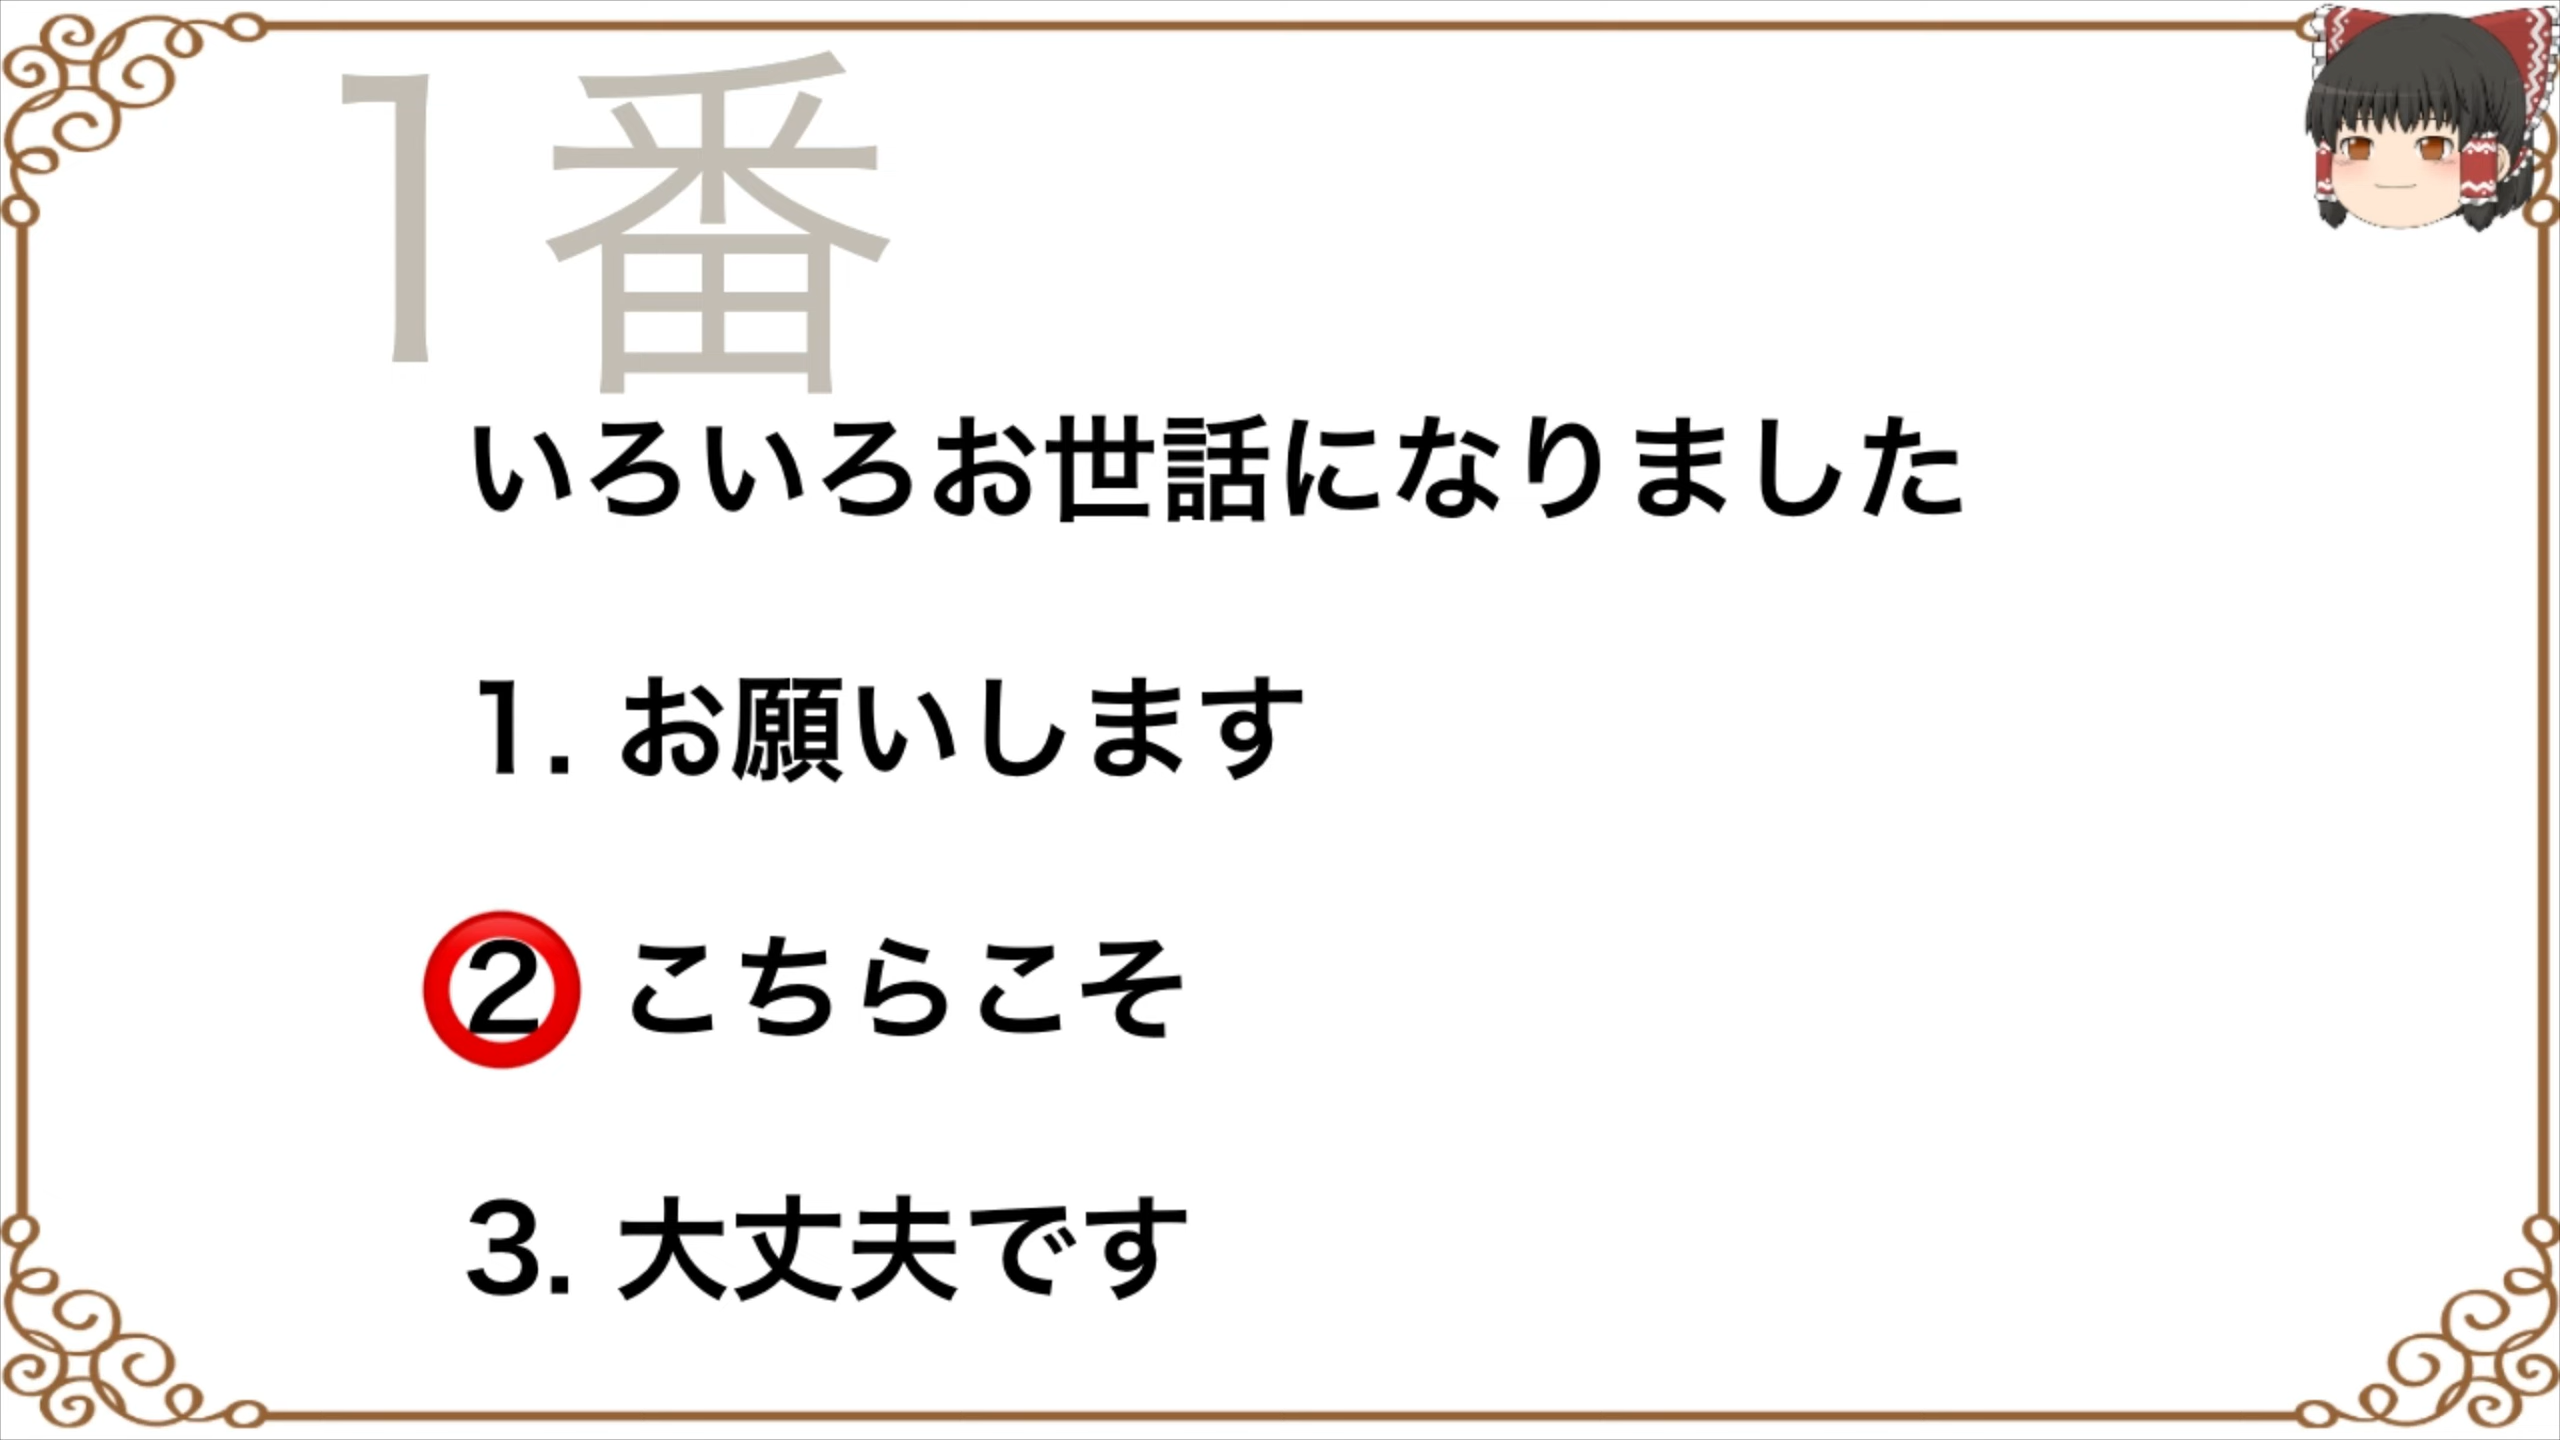 1番
いろいろお世話になりました
1. お願いします
2 こちらこそ
3. 大丈夫です